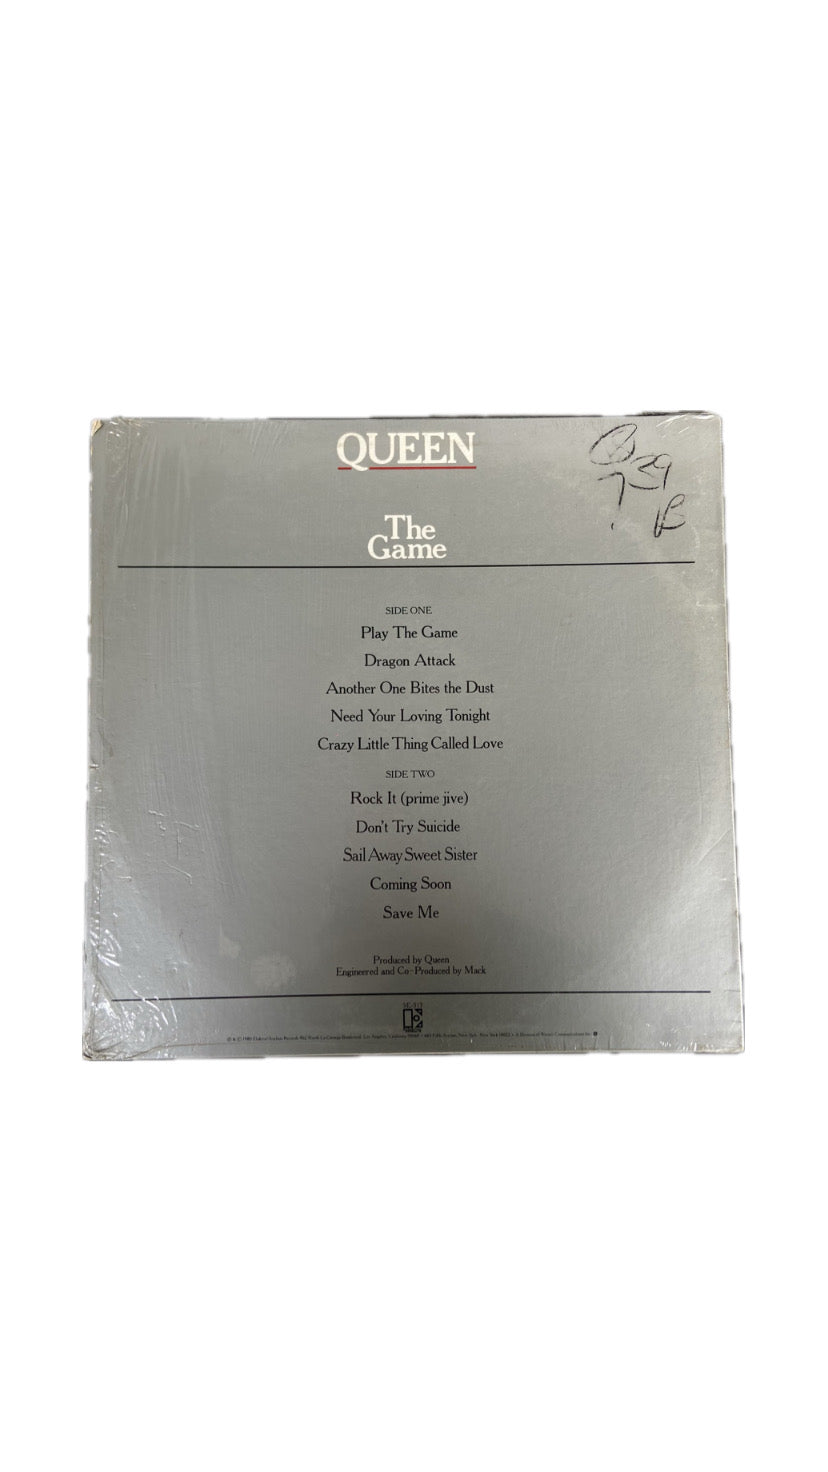 QUEEN
The
Game
SIDE ONE
Play The Game
Dragon Attack
Another One Bites the Dust
Need Your Loving Tonight
Crazy Little Thing Called Love
SIDE TWO
Rock It (prime jive)
Don't Try Suicide
Sail Away Sweet Sister
Coming Soon
Save Me
Produced by Queen
Engineered and Co-Produced by Mack
5E-513